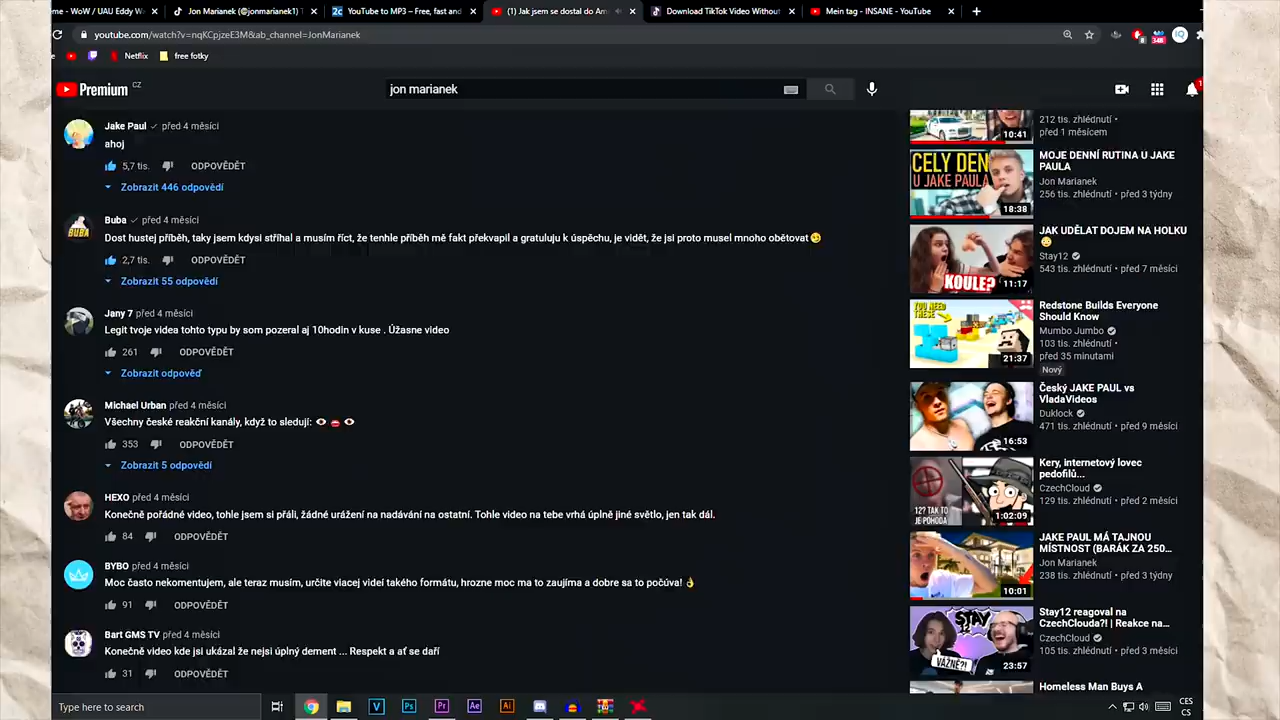 eme - WoW / UAU Eddy W
Jon Marianek (@jonmarianek1) T
YouTube to MP3 – Free, fast and
(1) Jak jsem se dostal do Am
Download TikTok Video Without
Mein tag - INSANE - YouTube
youtube.com/watch?v=nqKCpjzeE3M&ab_channel=JonMarianek
Netflix
free fotky
Premium CZ
jon marianek
Jake Paul před 4 měsíci
ahoj
5,7 tis. ODPOVĚDĚT
Zobrazit 446 odpovědí
Buba před 4 měsíci
Dost hustej příběh, taky jsem kdysi stíhal a musím říct, že tenhle příběh mě fakt překvapil a gratuluju k úspěchu, je vidět, že jsi proto musel mnoho obětovat😏
2,7 tis. ODPOVĚDĚT
Zobrazit 55 odpovědí
Jany 7 před 4 měsíci
Legit tvoje videa tohto typu by som pozeral aj 10hodin v kuse . Úžasne video
261 ODPOVĚDĚT
Zobrazit odpověď
Michael Urban před 4 měsíci
Všechny české reakční kanály, když to sledují: 👁 👄 👁
353 ODPOVĚDĚT
Zobrazit 5 odpovědí
HEXO před 4 měsíci
Konečně pořádné video, tohle jsem si přáli, žádné urážení na nadávání na ostatní. Tohle video na tebe vrhá úplně jiné světlo, jen tak dál.
84 ODPOVĚDĚT
BYBO před 4 měsíci
Moc často nekomentujem, ale teraz musím, určite viacej videí takého formátu, hrozne moc ma to zaujíma a dobre sa to počúva! 👌
91 ODPOVĚDĚT
Bart GMS TV před 4 měsíci
Konečně video kde jsi ukázal že nejsi úplný dement ... Respekt a ať se daří
31 ODPOVĚDĚT
10:41
212 tis. zhlédnutí ·
před 1 měsícem
CELY DEN
U JAKE PAULA
18:38
MOJE DENNÍ RUTINA U JAKE
PAULA
Jon Marianek
256 tis. zhlédnutí · před 3 týdny
KOULE?
11:17
JAK UDĚLAT DOJEM NA HOLKU
😳
Stay12
543 tis. zhlédnutí · před 7 měsíci
YOU NEED
THESE
21:37
Redstone Builds Everyone
Should Know
Mumbo Jumbo
103 tis. zhlédnutí ·
před 35 minutami
Nový
16:53
Český JAKE PAUL vs
VladaVideos
Duklock
471 tis. zhlédnutí · před 9 měsíci
12? TAK TO
JE POHODA
1:02:09
Kery, internetový lovec
pedofilů...
CzechCloud
129 tis. zhlédnutí · před 2 měsíci
10:01
JAKE PAUL MÁ TAJNOU
MÍSTNOST (BARÁK ZA 250...
Jon Marianek
238 tis. zhlédnutí · před 3 týdny
STAY
12
VÁŽNĚ?!
23:57
Stay12 reagoval na
CzechClouda?! | Reakce na...
CzechCloud
105 tis. zhlédnutí · před 3 měsíci
Homeless Man Buys A
Type here to search
CES
CS